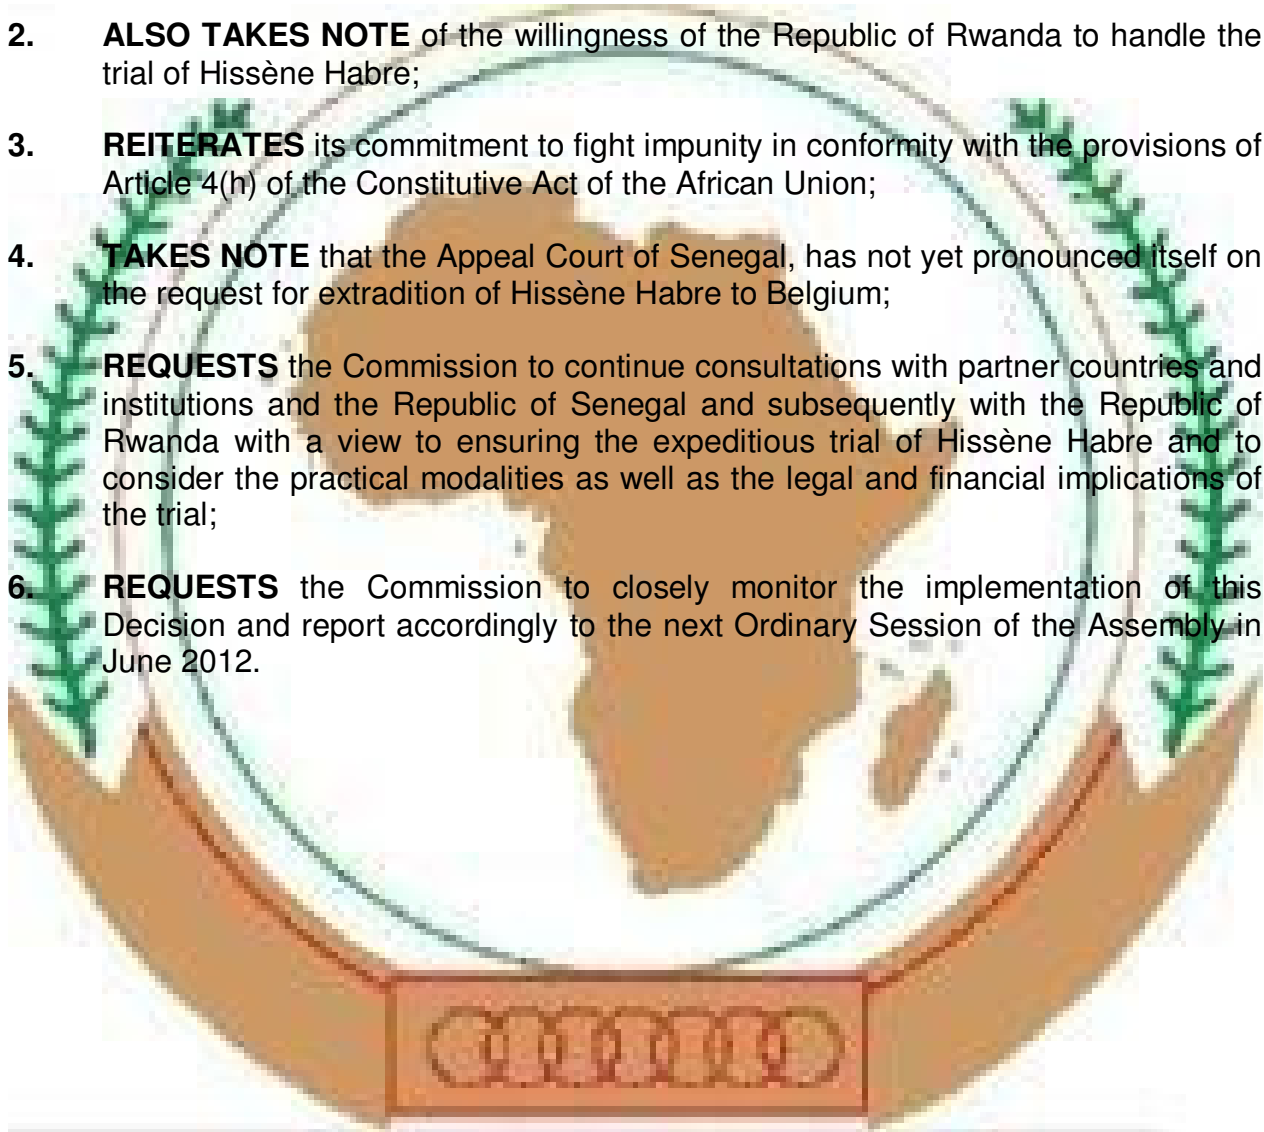 2. ALSO TAKES NOTE of the willingness of the Republic of Rwanda to handle the
trial of Hissène Habre;
3. REITERATES its commitment to fight impunity in conformity with the provisions of
Article 4(h) of the Constitutive Act of the African Union;
4. TAKES NOTE that the Appeal Court of Senegal, has not yet pronounced itself on
the request for extradition of Hissène Habre to Belgium;
5. REQUESTS the Commission to continue consultations with partner countries and
institutions and the Republic of Senegal and subsequently with the Republic of
Rwanda with a view to ensuring the expeditious trial of Hissène Habre and to
consider the practical modalities as well as the legal and financial implications of
the trial;
6. REQUESTS the Commission to closely monitor the implementation of this
Decision and report accordingly to the next Ordinary Session of the Assembly in
June 2012.